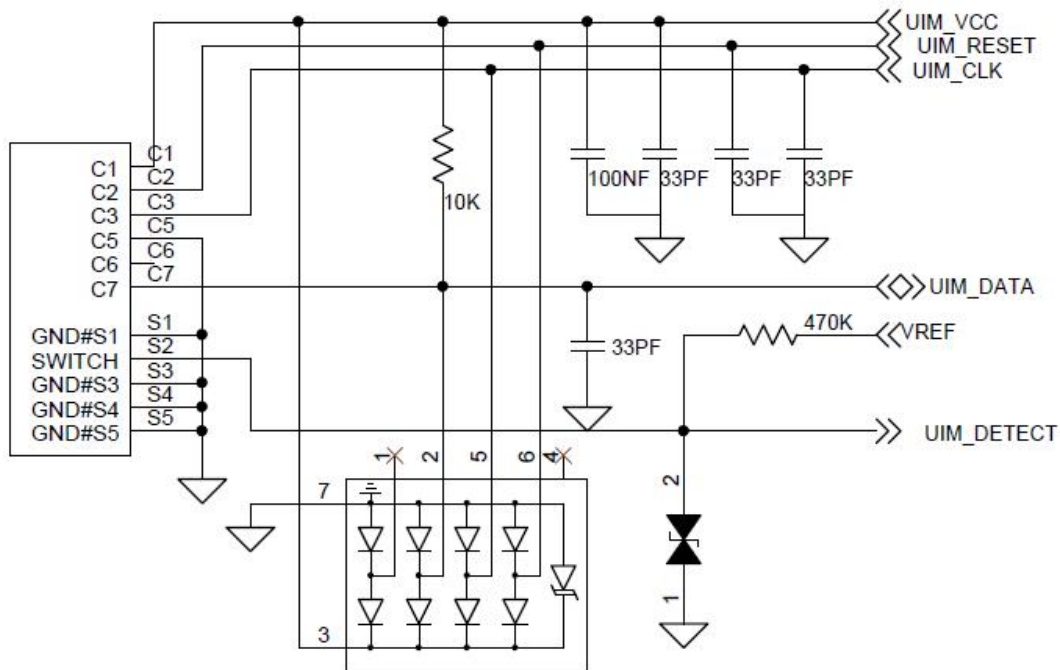 UIM_VCC
UIM_RESET
UIM_CLK
C1 C1
C2 C2
C3 C3
C5 C5
C6 C6
C7 C7
10K
100NF 33PF 33PF 33PF
UIM_DATA
GND#S1 S1
SWITCH S2
GND#S3 S3
GND#S4 S4
GND#S5 S5
33PF
470K VREF
UIM_DETECT
1 2 5 6 4
7
3
2
1